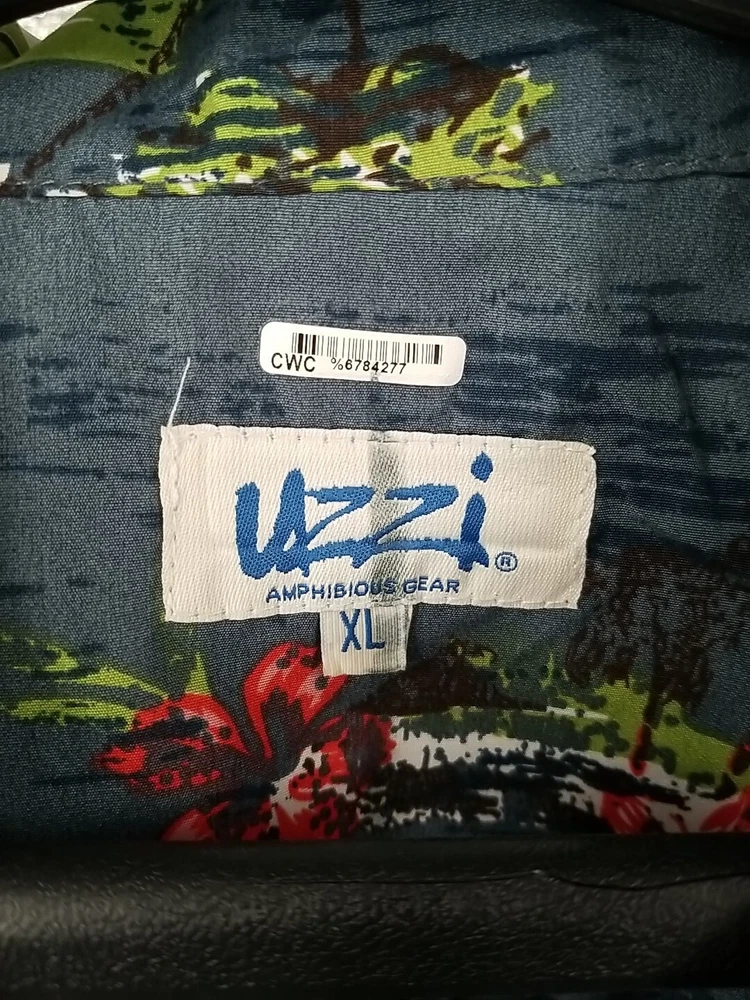 CWC %6784277
uzzi ®
AMPHIBIOUS GEAR
XL